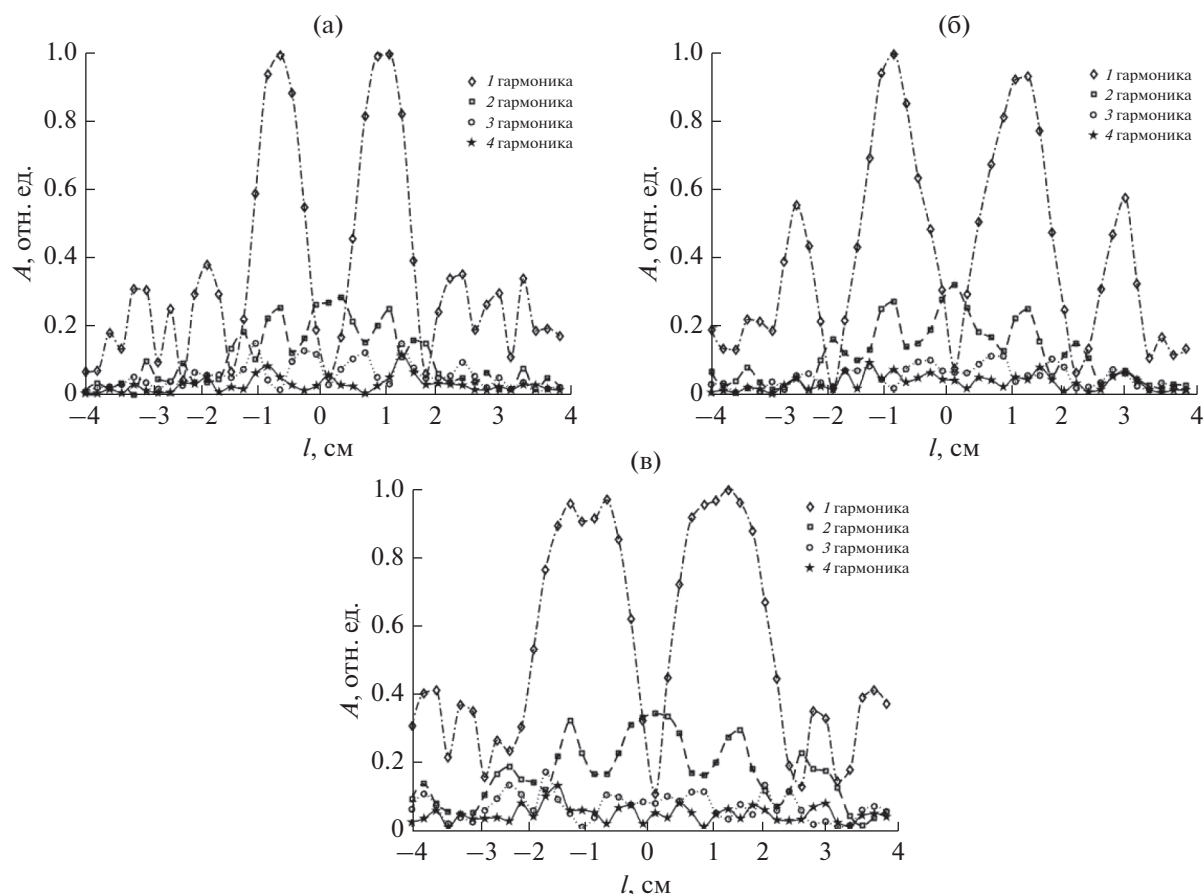 (а)
1.0
0.8
0.6
0.4
0.2
0
A, отн. ед.
1 гармоника
2 гармоника
3 гармоника
4 гармоника
−4 −3 −2 −1 0 1 2 3 4
l, см
(б)
1.0
0.8
0.6
0.4
0.2
0
A, отн. ед.
1 гармоника
2 гармоника
3 гармоника
4 гармоника
−4 −3 −2 −1 0 1 2 3 4
l, см
(в)
1.0
0.8
0.6
0.4
0.2
0
A, отн. ед.
1 гармоника
2 гармоника
3 гармоника
4 гармоника
−4 −3 −2 −1 0 1 2 3 4
l, см